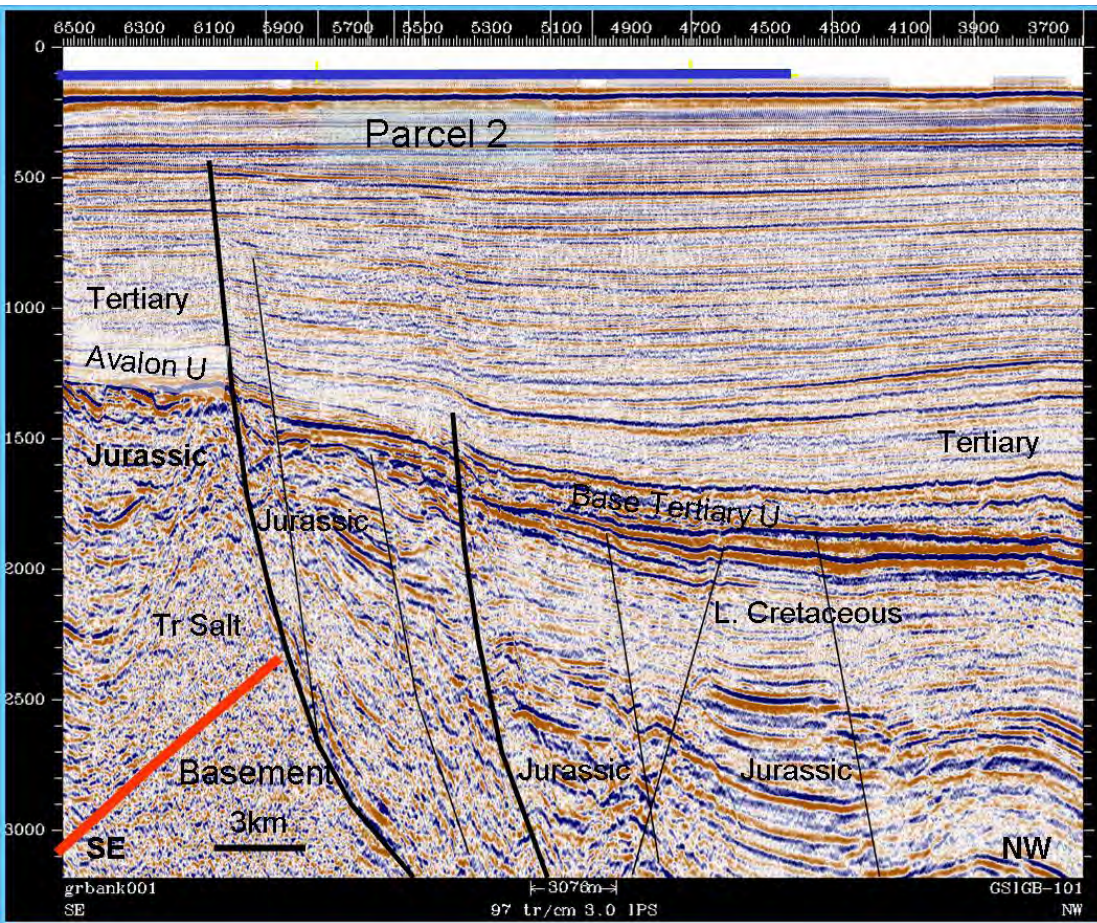 6500 6300 6100 5900 5700 5500 5300 5100 4900 4700 4500 4300 4100 3900 3700
0
Parcel 2
500
Tertiary
1000
Avalon U
Tertiary
1500
Jurassic
Base Tertiary U
Jurassic
2000
L. Cretaceous
Tr Salt
2500
Basement
Jurassic
Jurassic
3km
3000
SE
NW
grbank001
3076m
GSIGB-101
SE
97 tr/cm 3.0 IPS
NW